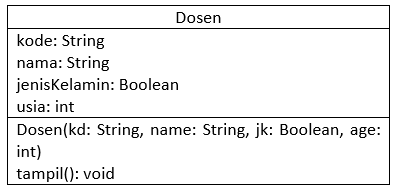 Dosen
kode: String
nama: String
jenisKelamin: Boolean
usia: int
Dosen(kd: String, name: String, jk: Boolean, age:
int)
tampil(): void